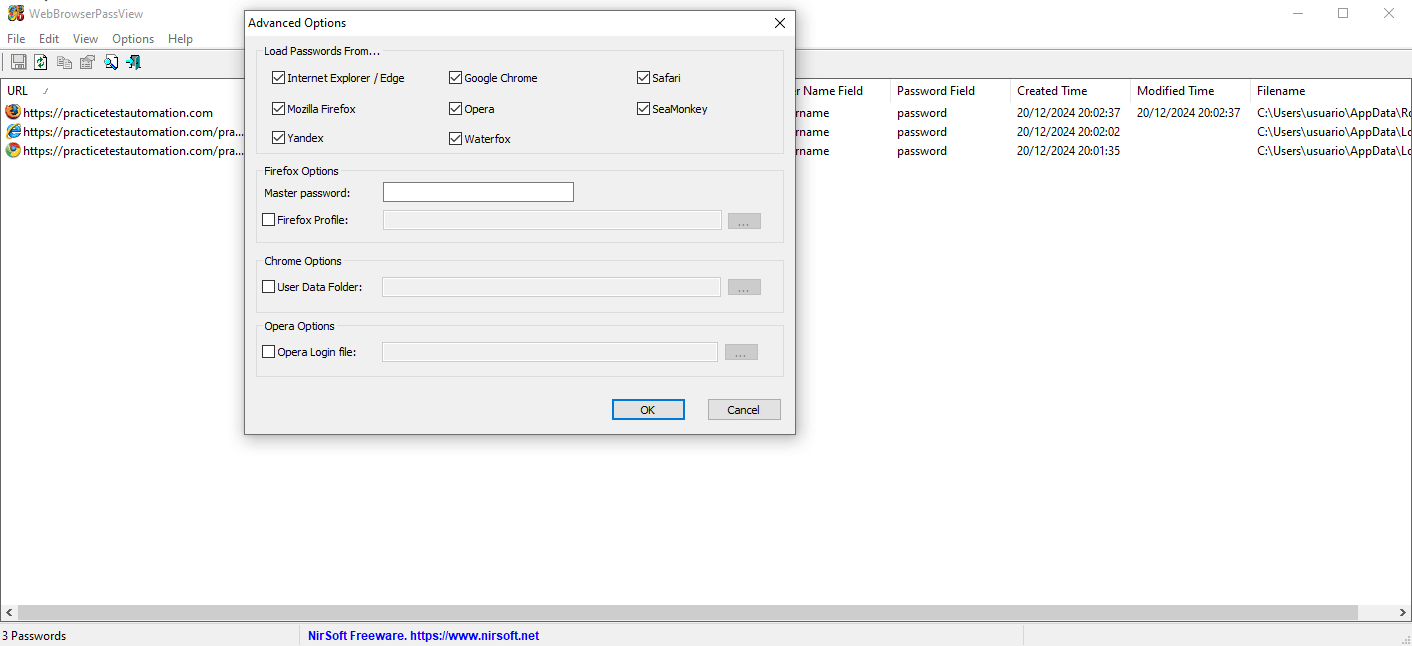 WebBrowserPassView
File Edit View Options Help
Advanced Options
Load Passwords From...
Internet Explorer / Edge Google Chrome Safari
Mozilla Firefox Opera SeaMonkey
Yandex Waterfox
Firefox Options
Master password:
Firefox Profile: ...
Chrome Options
User Data Folder: ...
Opera Options
Opera Login file: ...
OK Cancel
URL r Name Field Password Field Created Time Modified Time Filename
https://practicetestautomation.com rname password 20/12/2024 20:02:37 20/12/2024 20:02:37 C:\Users\usuario\AppData\Ro
https://practicetestautomation.com/pra... rname password 20/12/2024 20:02:02 C:\Users\usuario\AppData\Lo
https://practicetestautomation.com/pra... rname password 20/12/2024 20:01:35 C:\Users\usuario\AppData\Lo
3 Passwords NirSoft Freeware. https://www.nirsoft.net